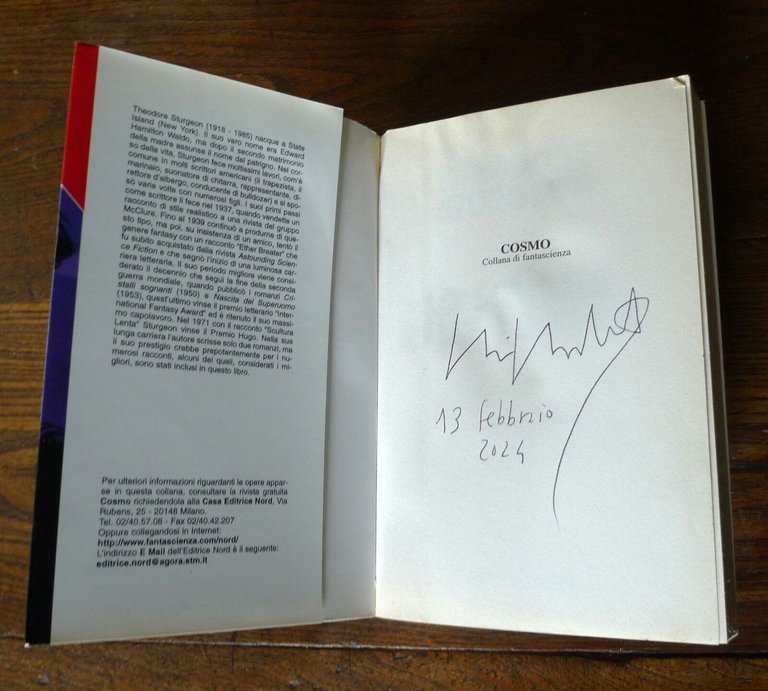 Theodore Sturgeon (1918 - 1985) nacque a State
Island (New York). Il suo vero nome era Edward
Hamilton Waldo, ma dopo il secondo matrimonio
della madre assunse il nome del patrigno. Nel cor-
so della vita, Sturgeon fece moltissimi lavori, com'è
comune in molti scrittori americani (il trapezista, il
marinaio, suonatore di chitarra, rappresentante, di-
rettore d'albergo, conducente di bulldozer) e si spo-
sò varie volte con numerosi figli. I suoi primi passi
come scrittore li fece nel 1937, quando vendette un
racconto di stile realistico a una rivista del gruppo
McClure. Fino al 1939 continuò a produrne di que-
sto tipo, ma poi, su insistenza di un amico, tentò il
genere fantasy con un racconto "Ether Breater" che
fu subito acquistato dalla rivista Astounding Scien-
ce Fiction e che segnò l'inizio di una luminosa car-
riera letteraria. Il suo periodo migliore viene consi-
derato il decennio che seguì la fine della seconda
guerra mondiale, quando pubblicò i romanzi Cri-
stalli sognanti (1950) e Nascita del Superuomo
(1953), quest'ultimo vinse il premio letterario "Inter-
national Fantasy Award" ed è ritenuto il suo massi-
mo capolavoro. Nel 1971 con il racconto "Scultura
Lenta" Sturgeon vinse il Premio Hugo. Nella sua
lunga carriera l'autore scrisse solo due romanzi, ma
il suo prestigio crebbe prepotentemente per i nu-
merosi racconti, alcuni dei quali, considerati i mi-
gliori, sono stati inclusi in questo libro.
Per ulteriori informazioni riguardanti le opere appar-
se in questa collana, consultare la rivista gratuita
Cosmo richiedendola alla Casa Editrice Nord, Via
Rubens, 25 - 20148 Milano.
Tel. 02/40.57.08 - Fax 02/40.42.207
Oppure collegandosi in Internet:
http://www.fantascienza.com/nord/
L'indirizzo E Mail dell'Editrice Nord è il seguente:
editrice.nord@agora.stm.it
COSMO
Collana di fantascienza
13 febbraio
2024